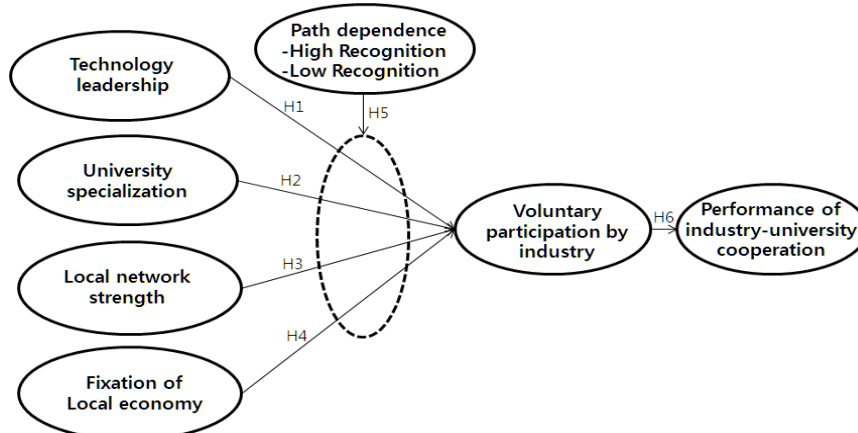 Path dependence
-High Recognition
-Low Recognition
Technology
leadership
H1
H5
University
specialization
H2
Voluntary
participation by
industry
H6
Performance of
industry-university
cooperation
Local network
strength
H3
H4
Fixation of
Local economy